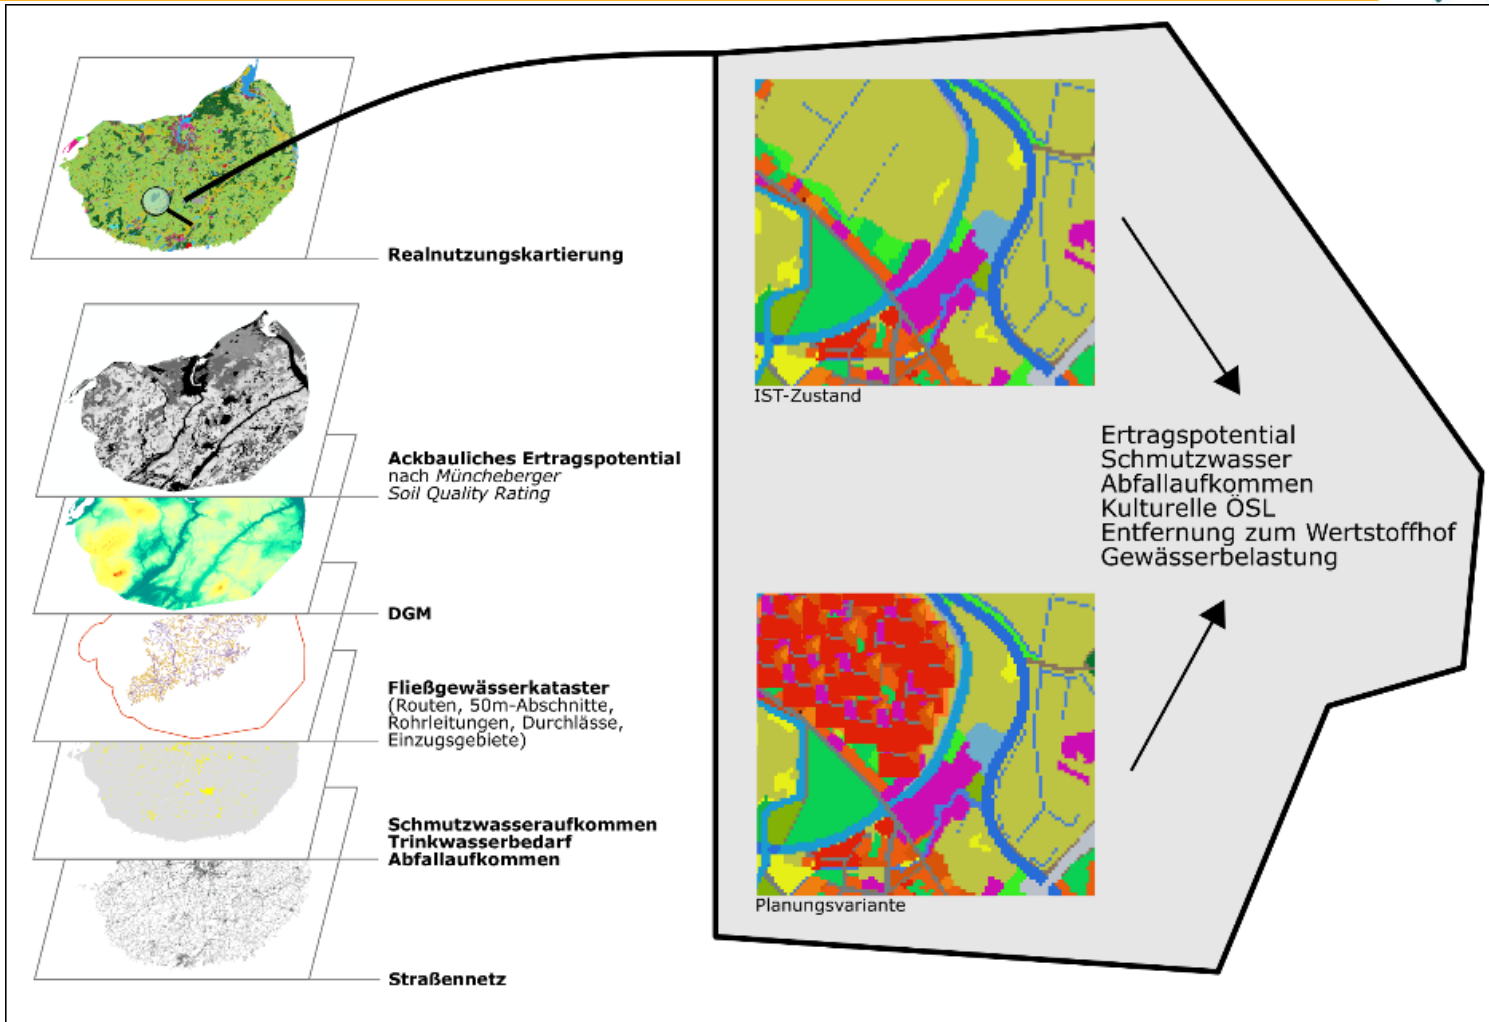 Realnutzungskartierung
Ackbauliches Ertragspotential
nach Müncheberger
Soil Quality Rating
DGM
Fließgewässerkataster
(Routen, 50m-Abschnitte,
Rohrleitungen, Durchlässe,
Einzugsgebiete)
Schmutzwasseraufkommen
Trinkwasserbedarf
Abfallaufkommen
Straßennetz
IST-Zustand
Ertragspotential
Schmutzwasser
Abfallaufkommen
Kulturelle ÖSL
Entfernung zum Wertstoffhof
Gewässerbelastung
Planungsvariante